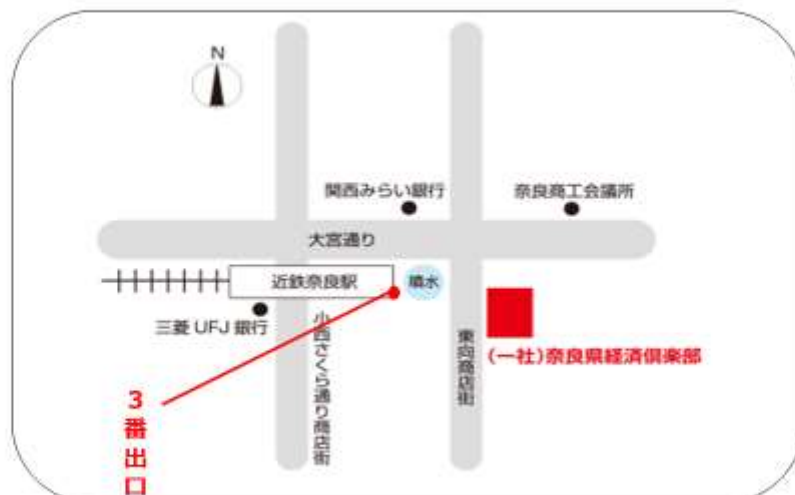 N
関西みらい銀行
奈良商工会議所
大宮通り
近鉄奈良駅
噴水
三菱UFJ銀行
小西さくら通り商店街
東向商店街
(一社)奈良県経済倶楽部
3番出口